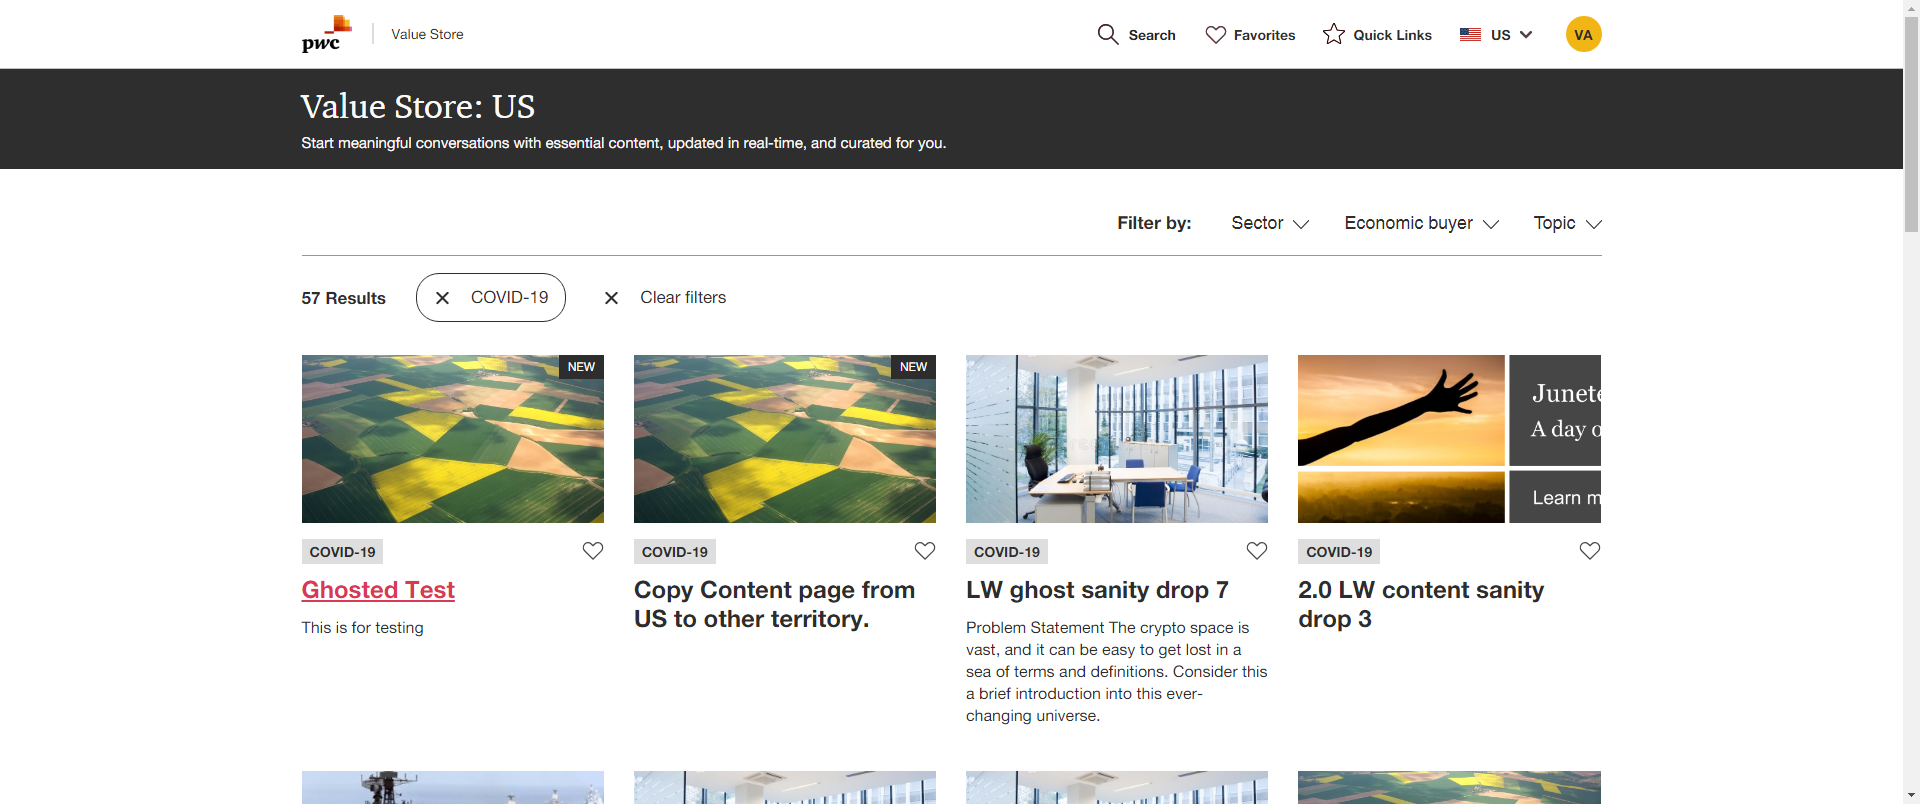 pwc
Value Store
Search
Favorites
Quick Links
US
VA
Value Store: US
Start meaningful conversations with essential content, updated in real-time, and curated for you.
Filter by:
Sector
Economic buyer
Topic
57 Results
COVID-19
Clear filters
NEW
NEW
Junete
A day o
Learn m
COVID-19
Ghosted Test
This is for testing
COVID-19
Copy Content page from
US to other territory.
COVID-19
LW ghost sanity drop 7
Problem Statement The crypto space is
vast, and it can be easy to get lost in a
sea of terms and definitions. Consider this
a brief introduction into this ever-
changing universe.
COVID-19
2.0 LW content sanity
drop 3